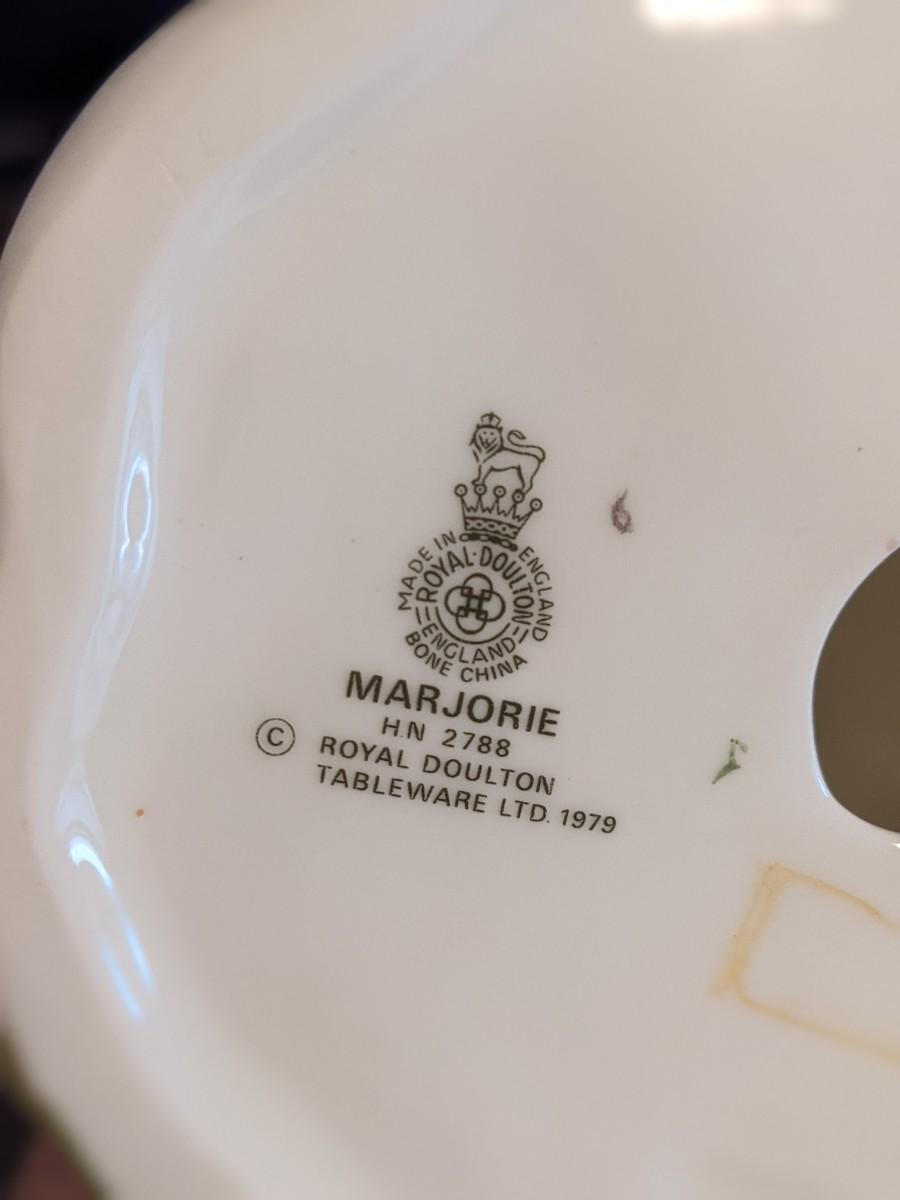 MADE IN ENGLAND
ROYAL·DOULTON
ENGLAND
BONE CHINA
MARJORIE
H.N 2788
© ROYAL DOULTON
TABLEWARE LTD. 1979